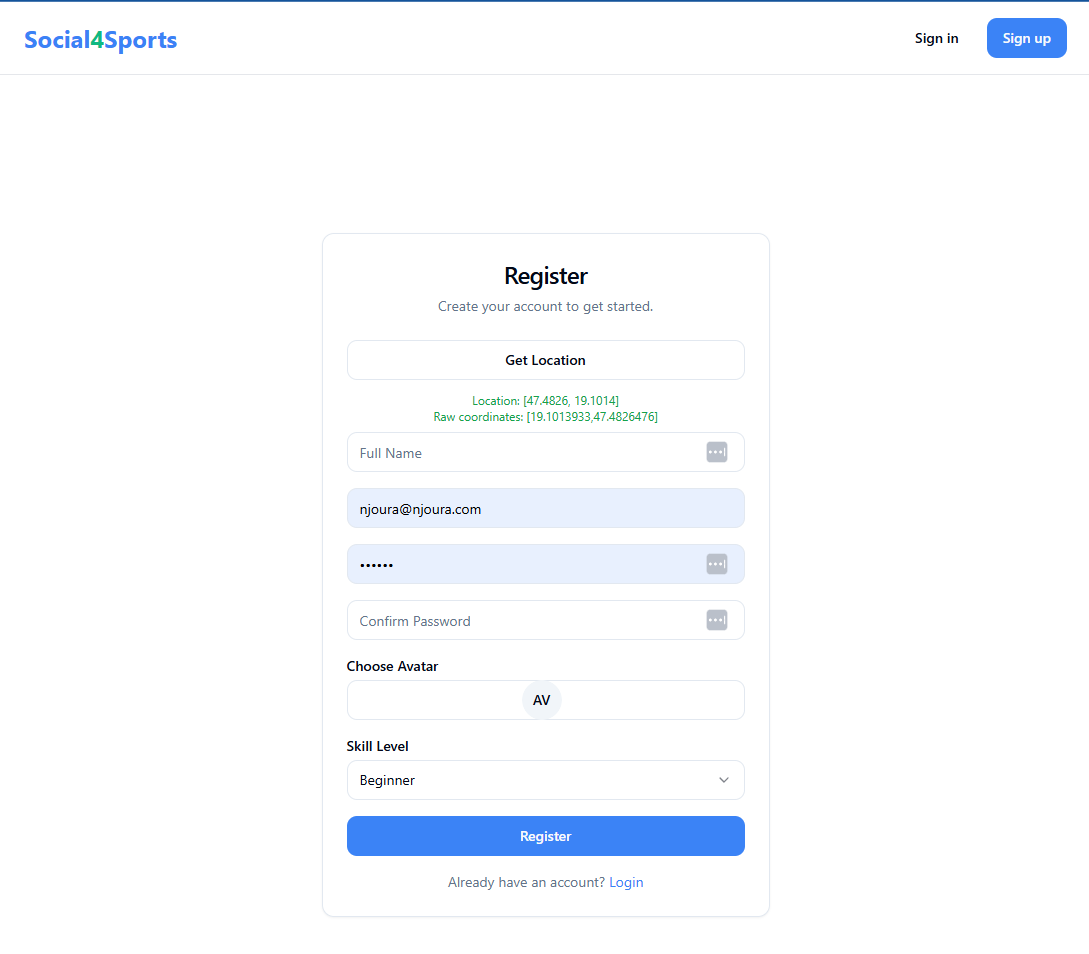 Social4Sports
Sign in
Sign up
Register
Create your account to get started.
Get Location
Location: [47.4826, 19.1014]
Raw coordinates: [19.1013933,47.4826476]
Full Name
njoura@njoura.com
••••••
Confirm Password
Choose Avatar
AV
Skill Level
Beginner
Register
Already have an account? Login